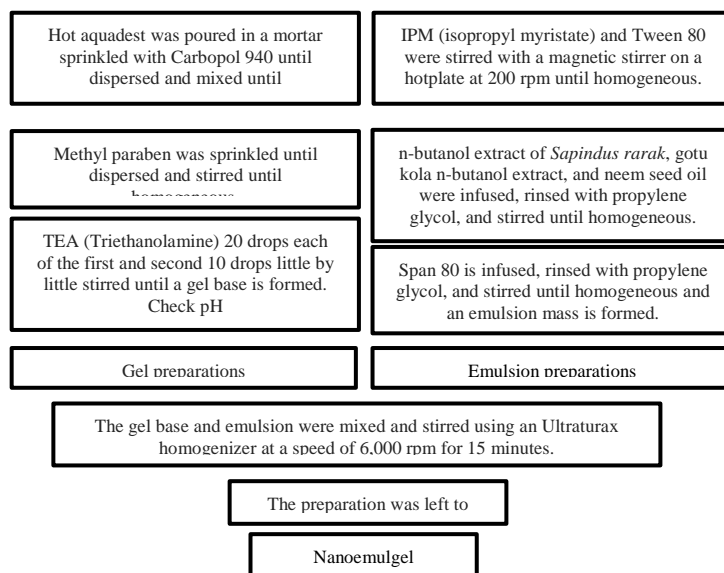 Hot aquadest was poured in a mortar
sprinkled with Carbopol 940 until
dispersed and mixed until
Methyl paraben was sprinkled until
dispersed and stirred until
TEA (Triethanolamine) 20 drops each
of the first and second 10 drops little by
little stirred until a gel base is formed.
Check pH
Gel preparations
IPM (isopropyl myristate) and Tween 80
were stirred with a magnetic stirrer on a
hotplate at 200 rpm until homogeneous.
n-butanol extract of Sapindus rarak, gotu
kola n-butanol extract, and neem seed oil
were infused, rinsed with propylene
glycol, and stirred until homogeneous.
Span 80 is infused, rinsed with propylene
glycol, and stirred until homogeneous and
an emulsion mass is formed.
Emulsion preparations
The gel base and emulsion were mixed and stirred using an Ultraturax
homogenizer at a speed of 6,000 rpm for 15 minutes.
The preparation was left to
Nanoemulgel